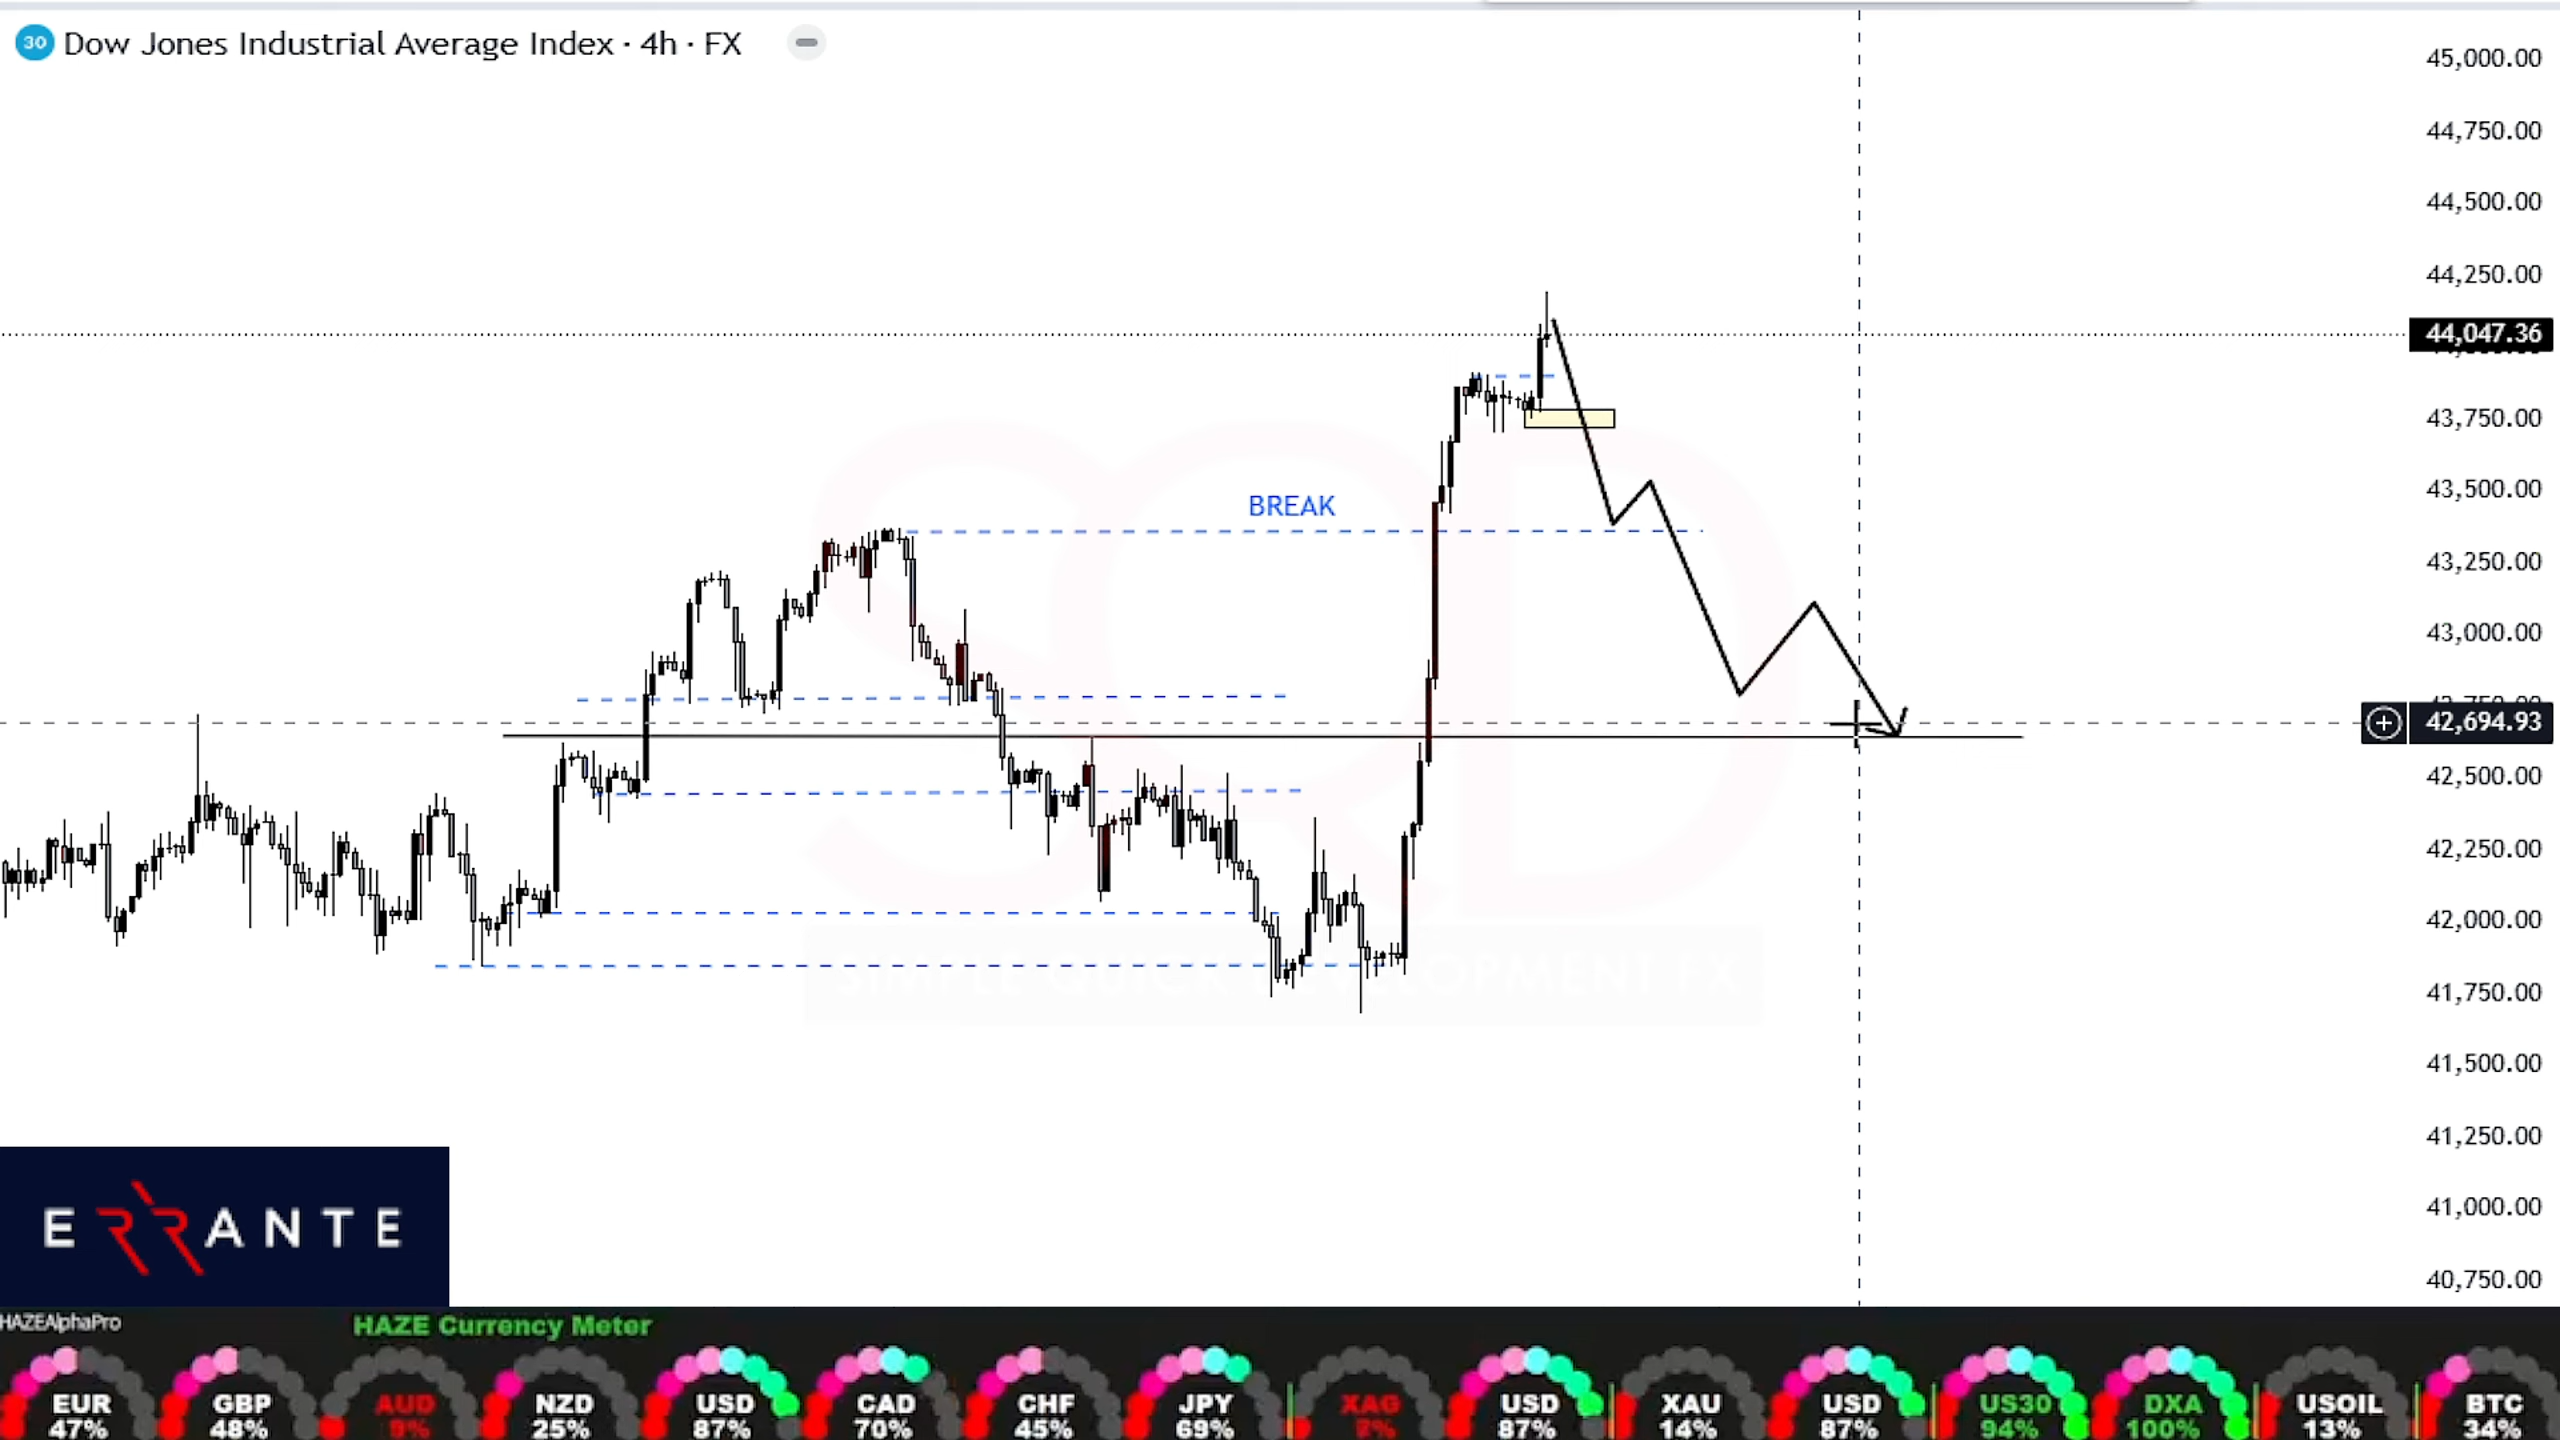 30 Dow Jones Industrial Average Index · 4h · FX
45,000.00
44,750.00
44,500.00
44,250.00
44,047.36
43,750.00
43,500.00
BREAK
43,250.00
43,000.00
42,694.93
42,500.00
42,250.00
42,000.00
41,750.00
41,500.00
41,250.00
41,000.00
40,750.00
ERRANTE
HAZEAlphaPro
HAZE Currency Meter
EUR GBP AUD NZD USD CAD CHF JPY XAG USD XAU USD US30 DXA USOIL BTC
47% 48% 9% 25% 87% 70% 45% 69% 7% 87% 14% 87% 94% 100% 13% 34%